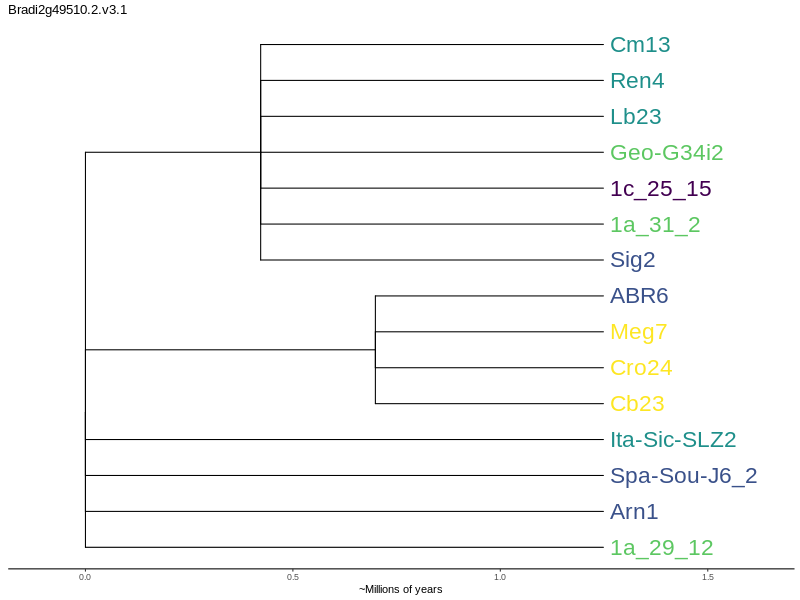 Bradi2g49510.2.v3.1
Cm13
Ren4
Lb23
Geo-G34i2
1c_25_15
1a_31_2
Sig2
ABR6
Meg7
Cro24
Cb23
Ita-Sic-SLZ2
Spa-Sou-J6_2
Arn1
1a_29_12
0.0 0.5 1.0 1.5
~Millions of years